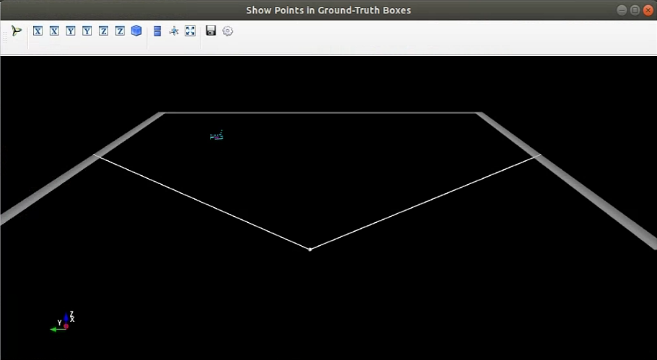 Show Points in Ground-Truth Boxes
X X Y Y Z Z
Z
Y X